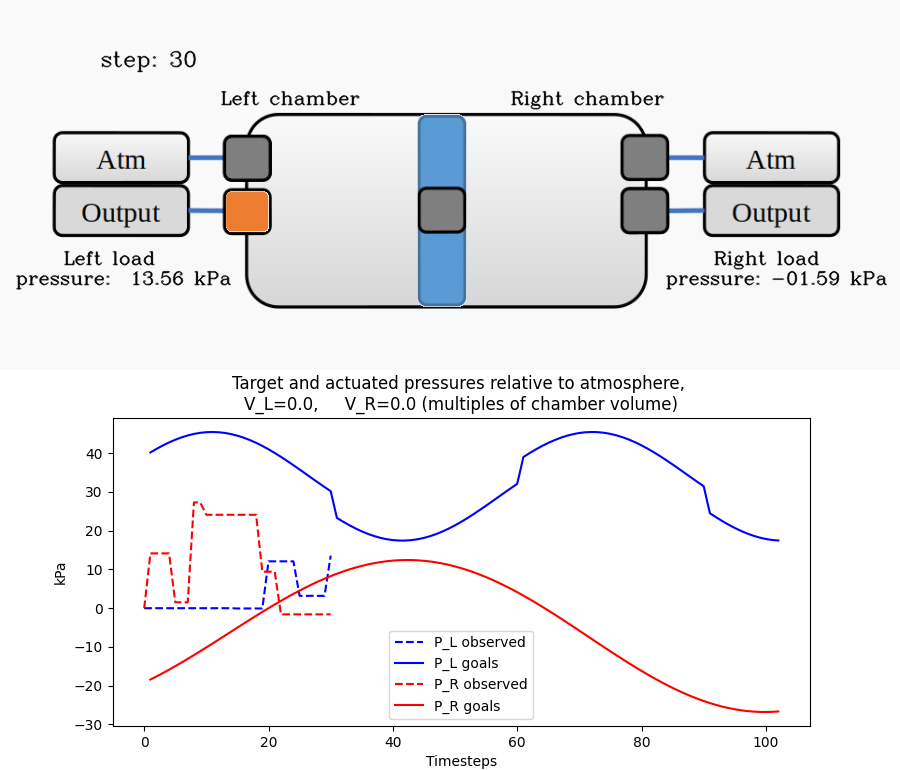 step: 30
Left chamber
Right chamber
Atm
Atm
Output
Output
Left load
pressure: 13.56 kPa
Right load
pressure: −01.59 kPa
Target and actuated pressures relative to atmosphere,
V_L=0.0, V_R=0.0 (multiples of chamber volume)
40
30
20
10
0
−10
−20
−30
kPa
P_L observed
P_L goals
P_R observed
P_R goals
0 20 40 60 80 100
Timesteps